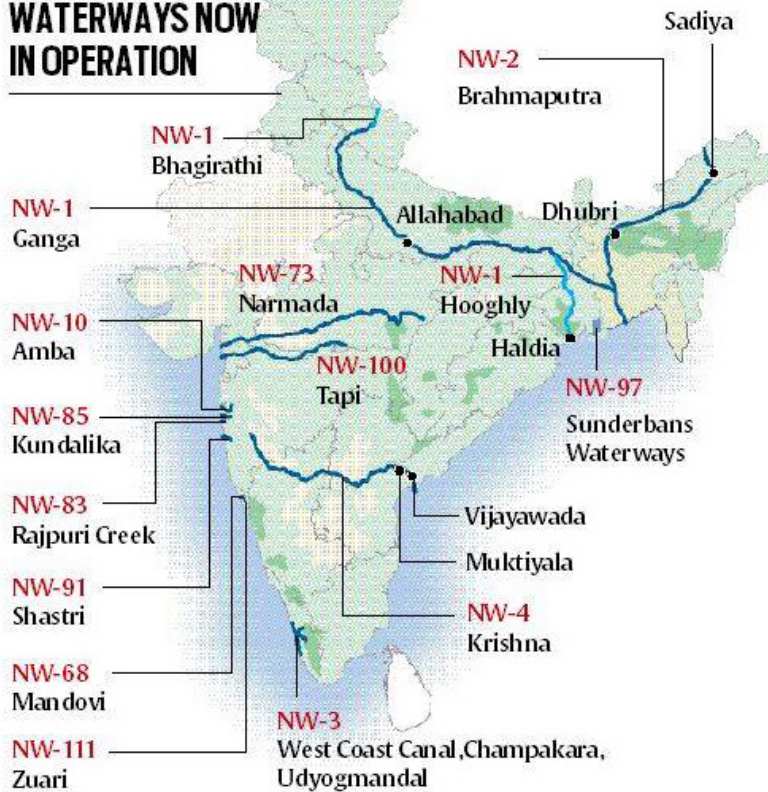 WATERWAYS NOW
IN OPERATION
Sadiya
NW-2
Brahmaputra
NW-1
Bhagirathi
NW-1
Ganga
Allahabad
Dhubri
NW-73
Narmada
NW-1
Hooghly
NW-10
Amba
Haldia
NW-100
Tapi
NW-97
Sunderbans
Waterways
NW-85
Kundalika
NW-83
Rajpuri Creek
Vijayawada
Muktiyala
NW-91
Shastri
NW-4
Krishna
NW-68
Mandovi
NW-3
West Coast Canal,Champakara,
Udyogmandal
NW-111
Zuari